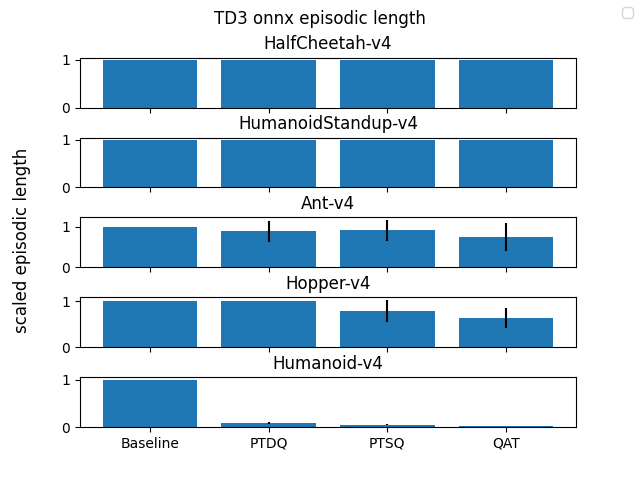 TD3 onnx episodic length
HalfCheetah-v4
1
0
HumanoidStandup-v4
1
0
Ant-v4
1
0
Hopper-v4
1
0
Humanoid-v4
1
0
Baseline PTDQ PTSQ QAT
scaled episodic length